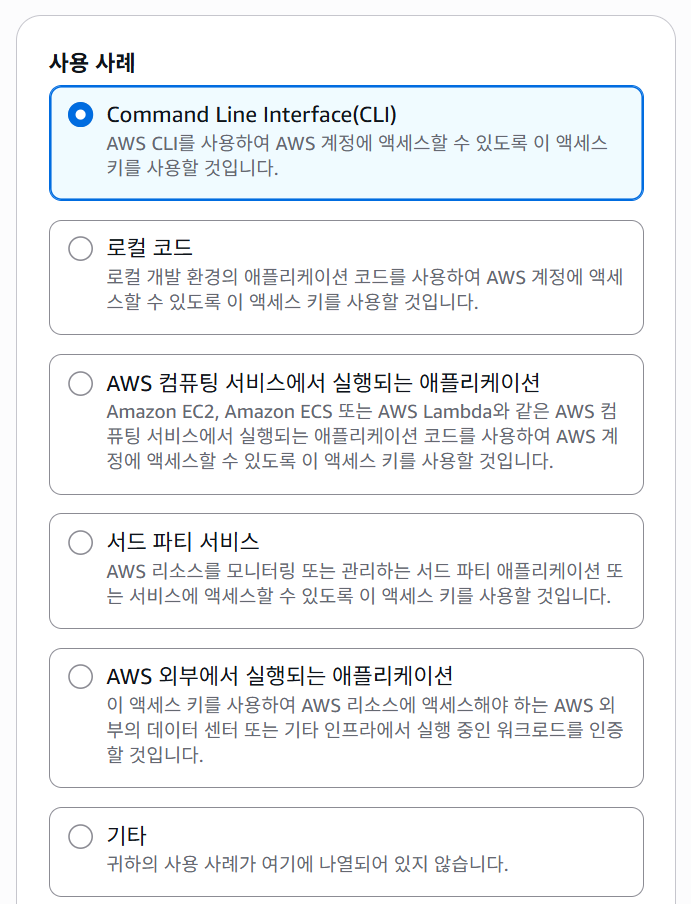 사용 사례
Command Line Interface(CLI)
AWS CLI를 사용하여 AWS 계정에 액세스할 수 있도록 이 액세스
키를 사용할 것입니다.
로컬 코드
로컬 개발 환경의 애플리케이션 코드를 사용하여 AWS 계정에 액세
스할 수 있도록 이 액세스 키를 사용할 것입니다.
AWS 컴퓨팅 서비스에서 실행되는 애플리케이션
Amazon EC2, Amazon ECS 또는 AWS Lambda와 같은 AWS 컴
퓨팅 서비스에서 실행되는 애플리케이션 코드를 사용하여 AWS 계
정에 액세스할 수 있도록 이 액세스 키를 사용할 것입니다.
서드 파티 서비스
AWS 리소스를 모니터링 또는 관리하는 서드 파티 애플리케이션 또
는 서비스에 액세스할 수 있도록 이 액세스 키를 사용할 것입니다.
AWS 외부에서 실행되는 애플리케이션
이 액세스 키를 사용하여 AWS 리소스에 액세스해야 하는 AWS 외
부의 데이터 센터 또는 기타 인프라에서 실행 중인 워크로드를 인증
할 것입니다.
기타
귀하의 사용 사례가 여기에 나열되어 있지 않습니다.